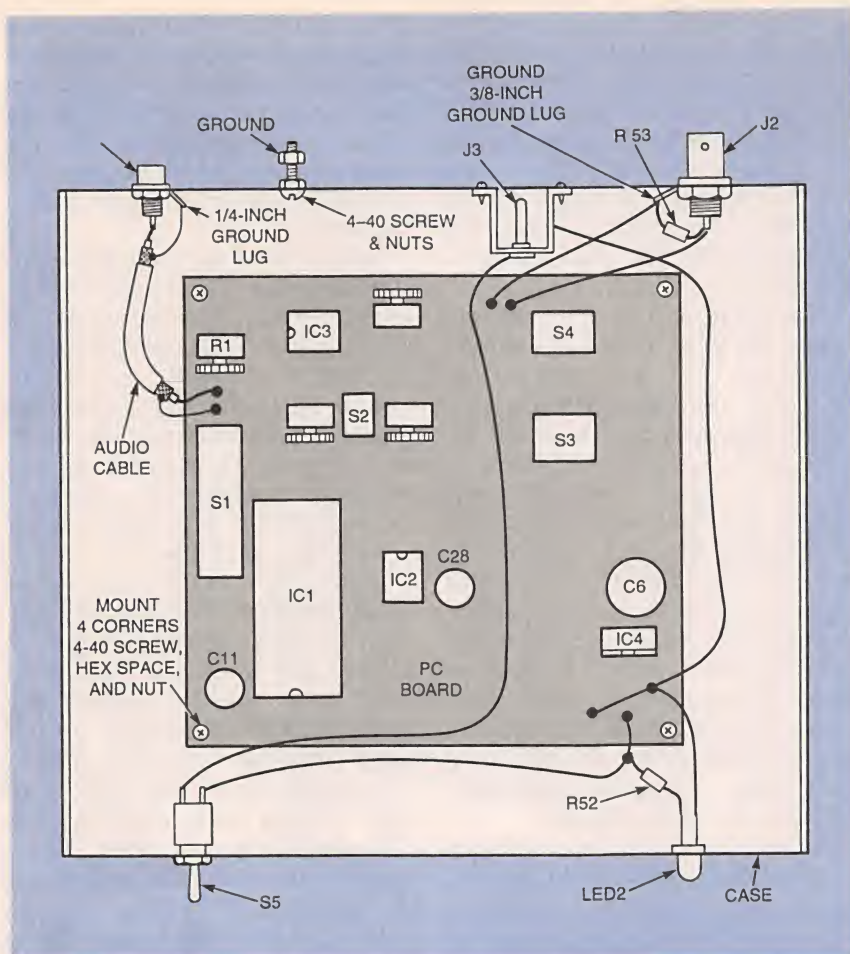 GROUND
3/8-INCH
GROUND LUG
R 53
J2
GROUND
J3
1/4-INCH
GROUND
LUG
4-40 SCREW
& NUTS
IC3
S4
R1
S2
S3
AUDIO
CABLE
S1
C28
IC2
C6
IC1
MOUNT
4 CORNERS
4-40 SCREW,
HEX SPACE,
AND NUT
IC4
C11
PC
BOARD
R52
S5
LED2
CASE